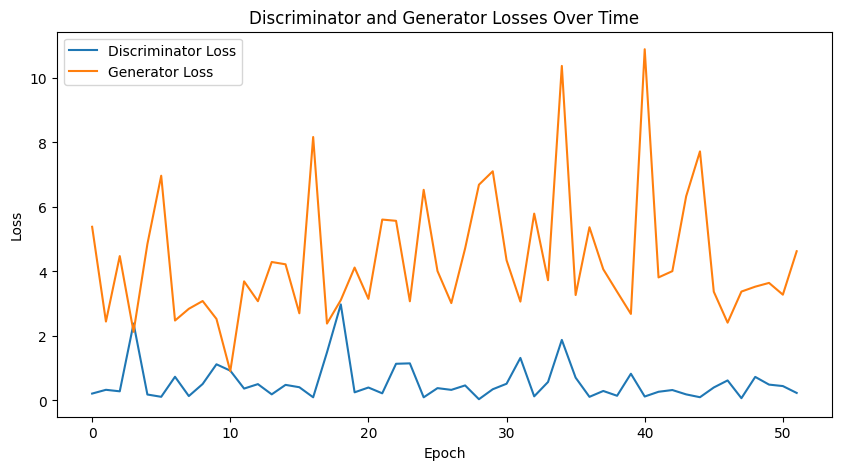 Discriminator and Generator Losses Over Time
Discriminator Loss
Generator Loss
10
8
6
4
2
0
Loss
0 10 20 30 40 50
Epoch